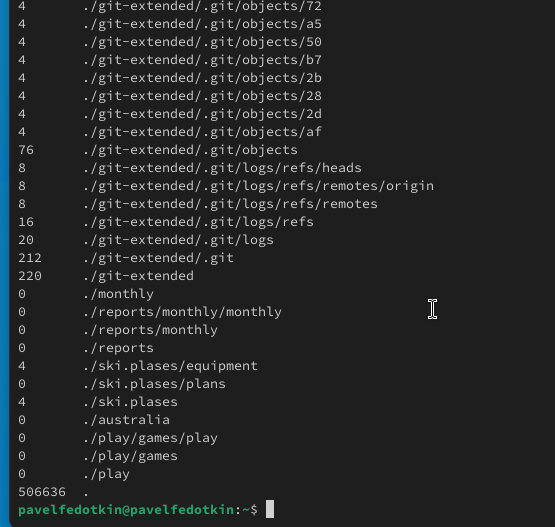 4 ./git-extended/.git/objects/72
4 ./git-extended/.git/objects/a5
4 ./git-extended/.git/objects/50
4 ./git-extended/.git/objects/b7
4 ./git-extended/.git/objects/2b
4 ./git-extended/.git/objects/28
4 ./git-extended/.git/objects/2d
4 ./git-extended/.git/objects/af
76 ./git-extended/.git/objects
8 ./git-extended/.git/logs/refs/heads
8 ./git-extended/.git/logs/refs/remotes/origin
8 ./git-extended/.git/logs/refs/remotes
16 ./git-extended/.git/logs/refs
20 ./git-extended/.git/logs
212 ./git-extended/.git
220 ./git-extended
0 ./monthly
0 ./reports/monthly/monthly
0 ./reports/monthly
0 ./reports
4 ./ski.plases/equipment
0 ./ski.plases/plans
4 ./ski.plases
0 ./australia
0 ./play/games/play
0 ./play/games
0 ./play
506636 .
pavelfedotkin@pavelfedotkin:~$